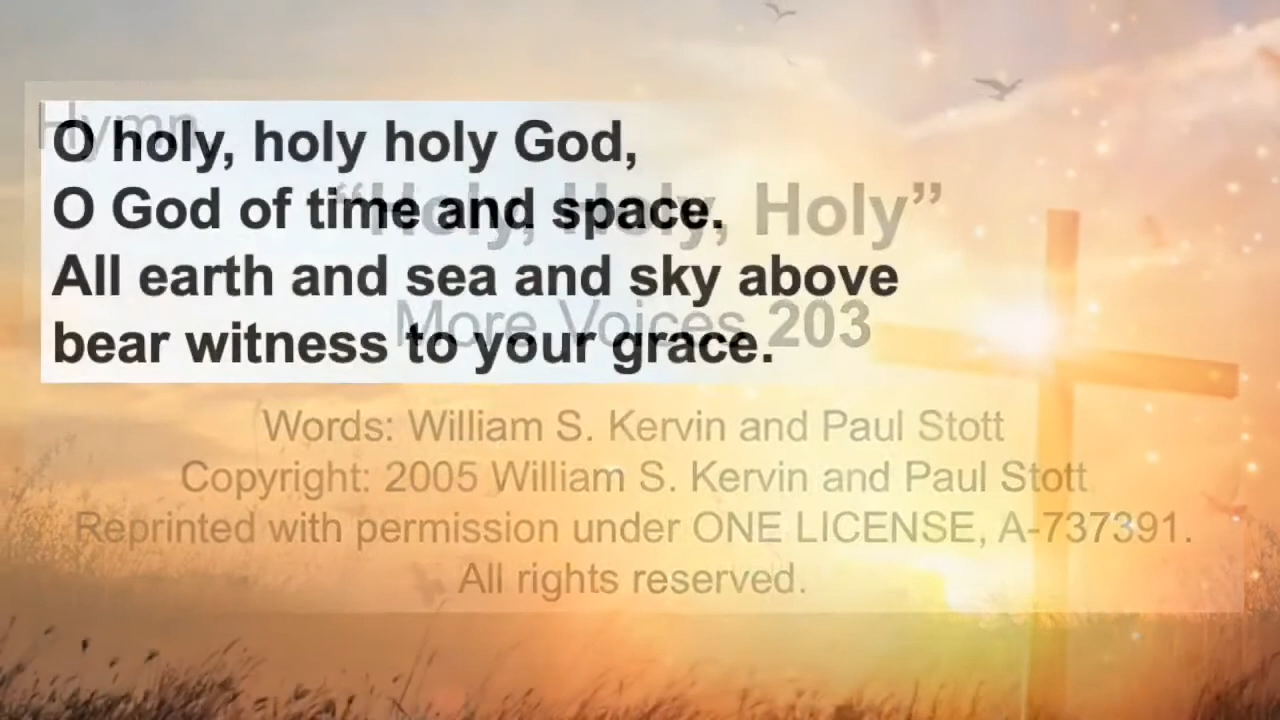 Hymn
O holy, holy holy God,
O God of time and space.
"Holy, Holy, Holy”
All earth and sea and sky above
More Voices 203
bear witness to your grace.
Words: William S. Kervin and Paul Stott
Copyright: 2005 William S. Kervin and Paul Stott
Reprinted with permission under ONE LICENSE, A-737391.
All rights reserved.